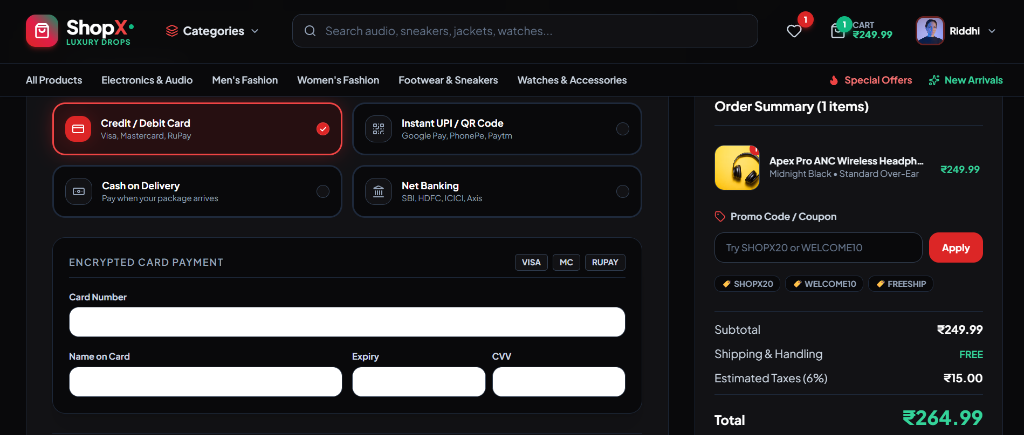 ShopX
LUXURY DROPS
Categories
Search audio, sneakers, jackets, watches...
1
1
CART
₹249.99
Riddhi
All Products
Electronics & Audio
Men's Fashion
Women's Fashion
Footwear & Sneakers
Watches & Accessories
Special Offers
New Arrivals
Credit / Debit Card
Visa, Mastercard, RuPay
Instant UPI / QR Code
Google Pay, PhonePe, Paytm
Cash on Delivery
Pay when your package arrives
Net Banking
SBI, HDFC, ICICI, Axis
ENCRYPTED CARD PAYMENT
VISA
MC
RUPAY
Card Number
Name on Card
Expiry
CVV
Order Summary (1 items)
Apex Pro ANC Wireless Headph...
Midnight Black • Standard Over-Ear
₹249.99
Promo Code / Coupon
Try SHOPX20 or WELCOME10
Apply
SHOPX20
WELCOME10
FREESHIP
Subtotal
₹249.99
Shipping & Handling
FREE
Estimated Taxes (6%)
₹15.00
Total
₹264.99